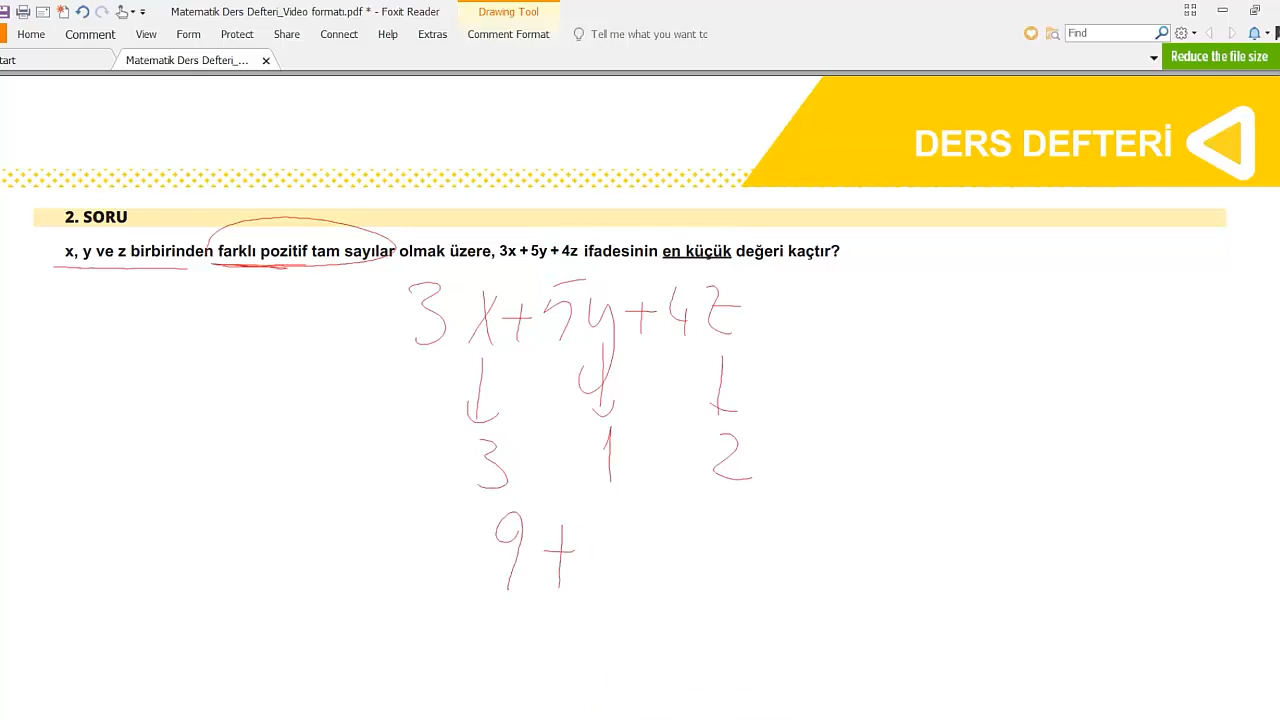 Matematik Ders Defteri_Video formatı.pdf * - Foxit Reader
Drawing Tool
Home Comment View Form Protect Share Connect Help Extras Comment Format Tell me what you want to Find
tart Matematik Ders Defteri_... × Reduce the file size
DERS DEFTERİ
2. SORU
x, y ve z birbirinden farklı pozitif tam sayılar olmak üzere, 3x + 5y + 4z ifadesinin en küçük değeri kaçtır?
3x+5y+4z
3 1 2
9+